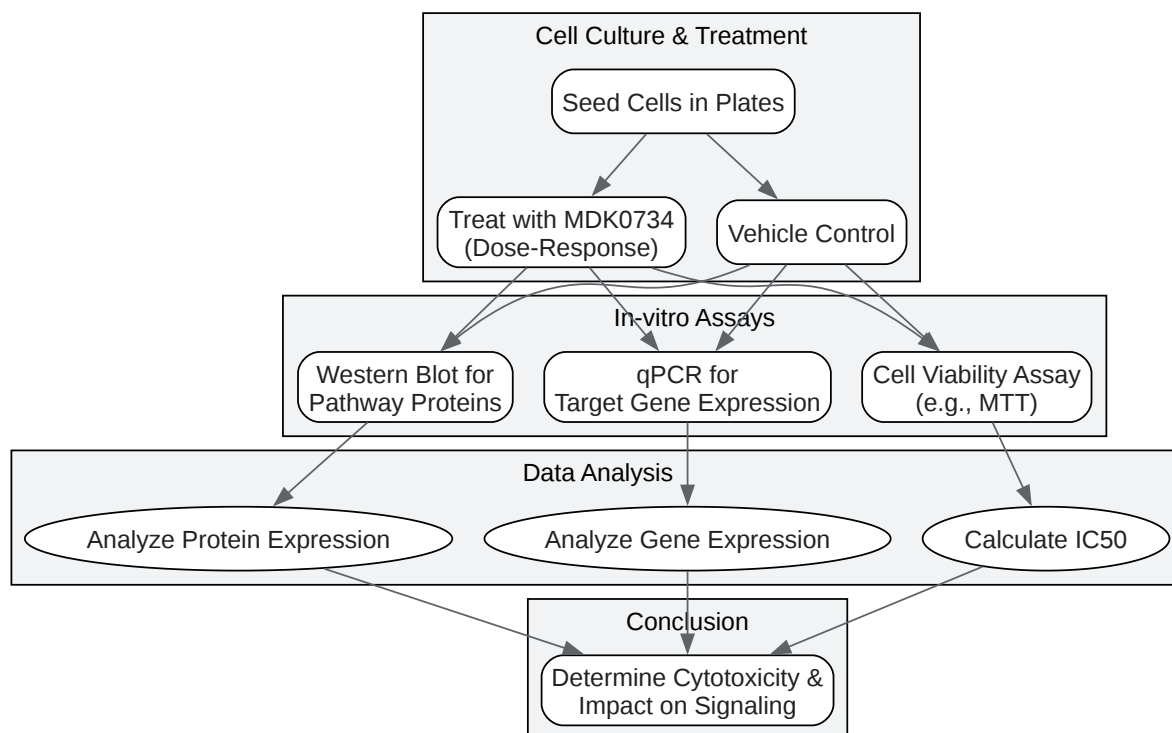 Cell Culture & Treatment
Seed Cells in Plates
Treat with MDK0734
(Dose-Response)
Vehicle Control
In-vitro Assays
Western Blot for
Pathway Proteins
qPCR for
Target Gene Expression
Cell Viability Assay
(e.g., MTT)
Data Analysis
Analyze Protein Expression
Analyze Gene Expression
Calculate IC50
Conclusion
Determine Cytotoxicity &
Impact on Signaling